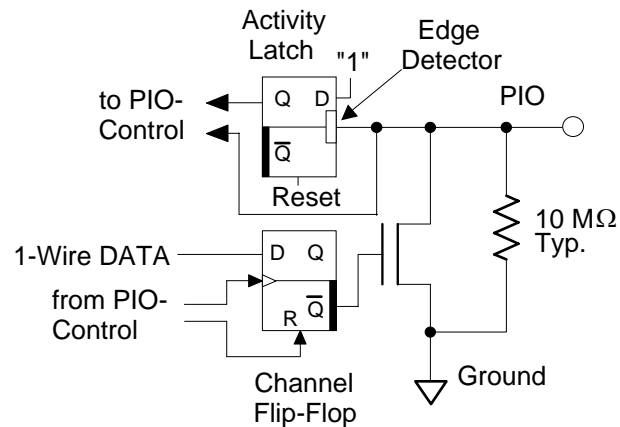 Activity
Latch
"1"
Edge
Detector
PIO
to PIO-
Control
Q D
Q̅
Reset
10 MΩ
Typ.
1-Wire DATA
D Q
from PIO-
Control
R Q̅
Ground
Channel
Flip-Flop